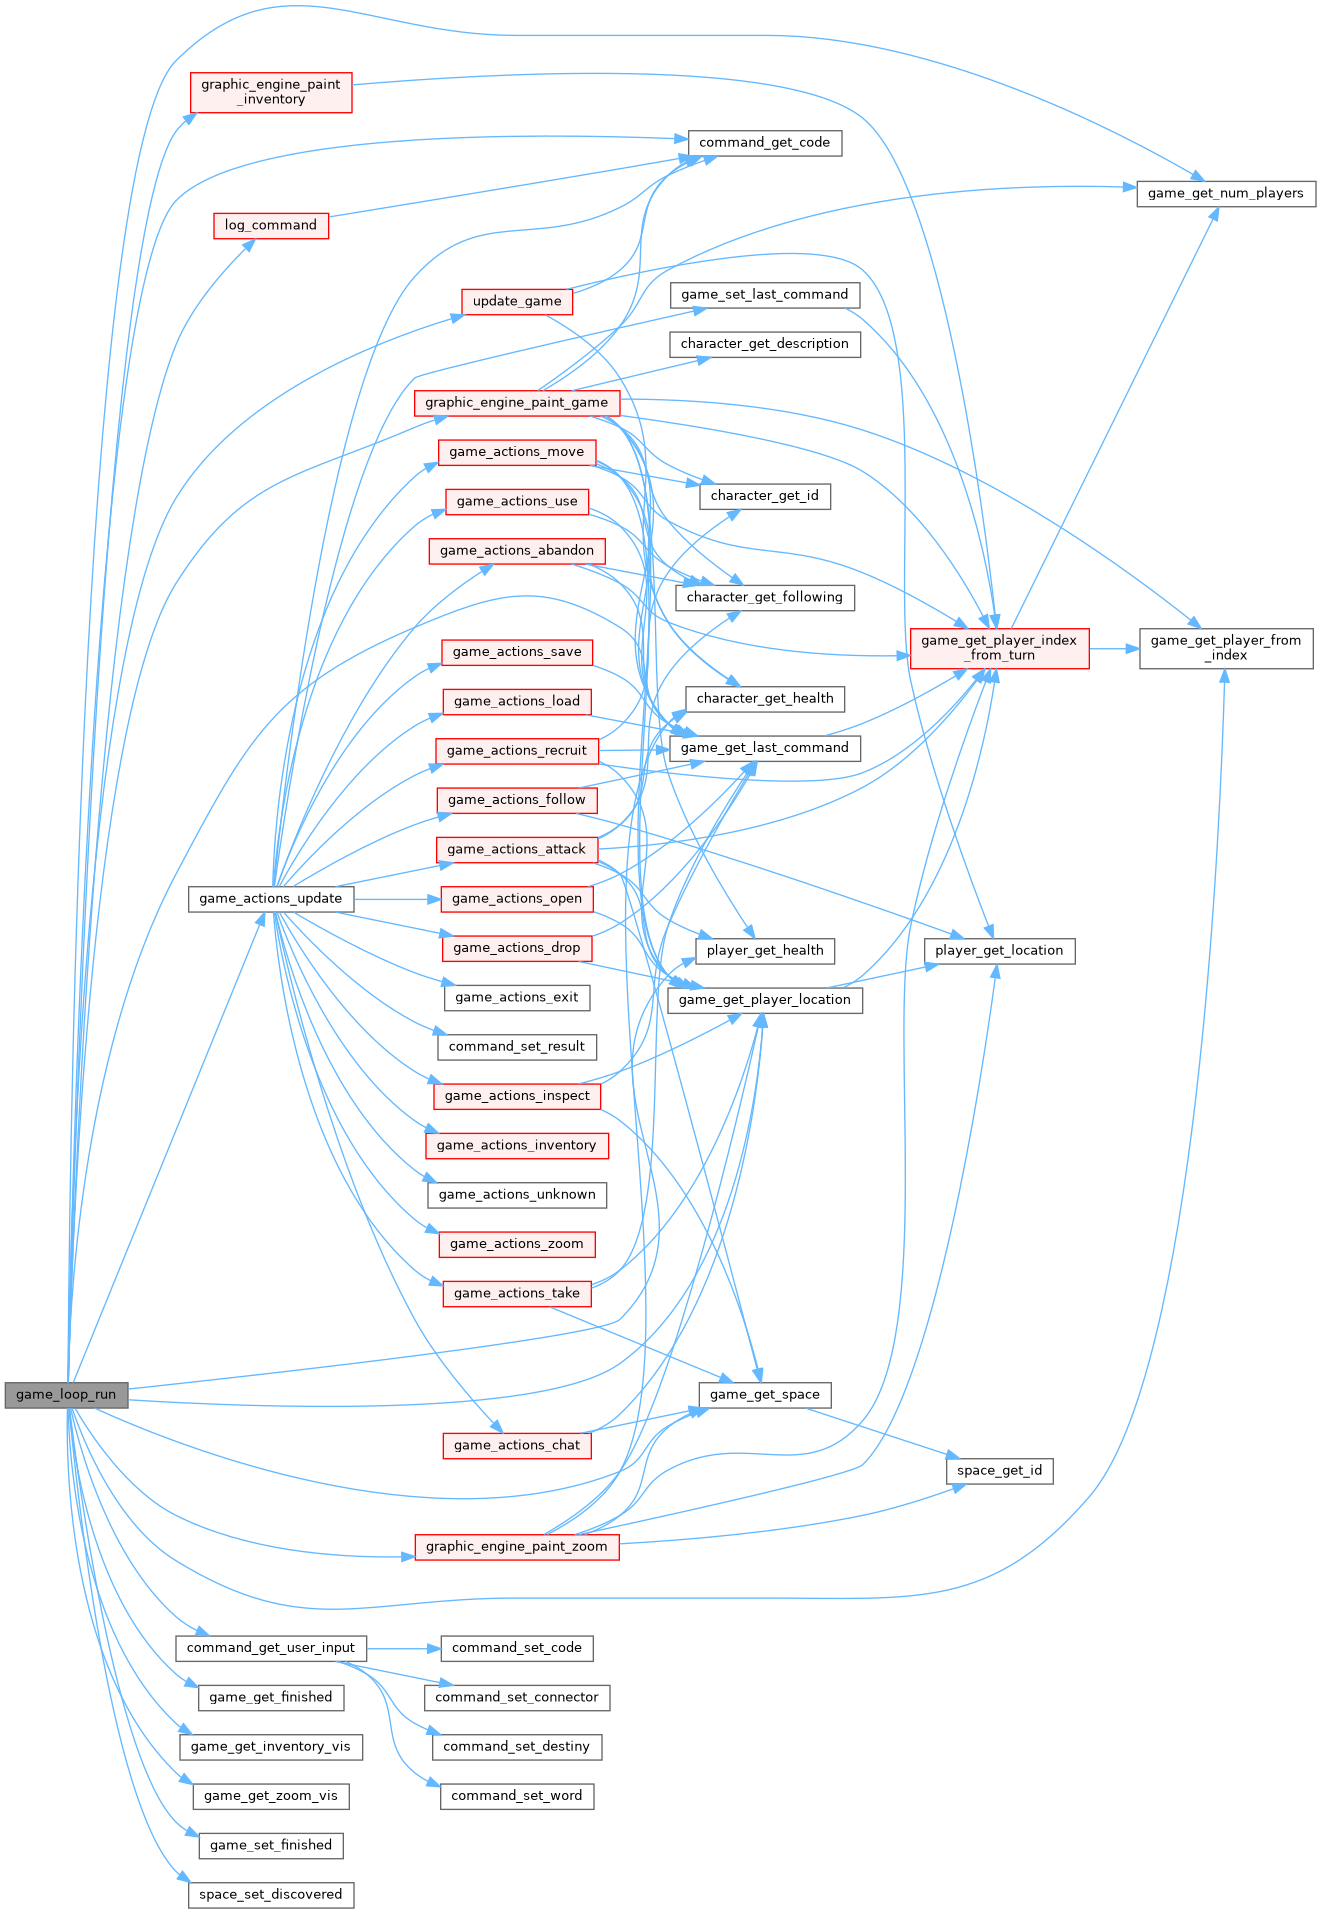 graphic_engine_paint
_inventory
command_get_code
game_get_num_players
log_command
update_game
game_set_last_command
character_get_description
graphic_engine_paint_game
game_actions_move
game_actions_use
character_get_id
game_actions_abandon
character_get_following
game_actions_save
game_get_player_index
_from_turn
game_get_player_from
_index
game_actions_load
character_get_health
game_actions_recruit
game_get_last_command
game_actions_follow
game_actions_attack
game_actions_update
game_actions_open
game_actions_drop
player_get_health
player_get_location
game_actions_exit
game_get_player_location
command_set_result
game_actions_inspect
game_actions_inventory
game_actions_unknown
game_actions_zoom
game_actions_take
game_loop_run
game_get_space
game_actions_chat
space_get_id
graphic_engine_paint_zoom
command_get_user_input
command_set_code
game_get_finished
command_set_connector
game_get_inventory_vis
command_set_destiny
game_get_zoom_vis
command_set_word
game_set_finished
space_set_discovered